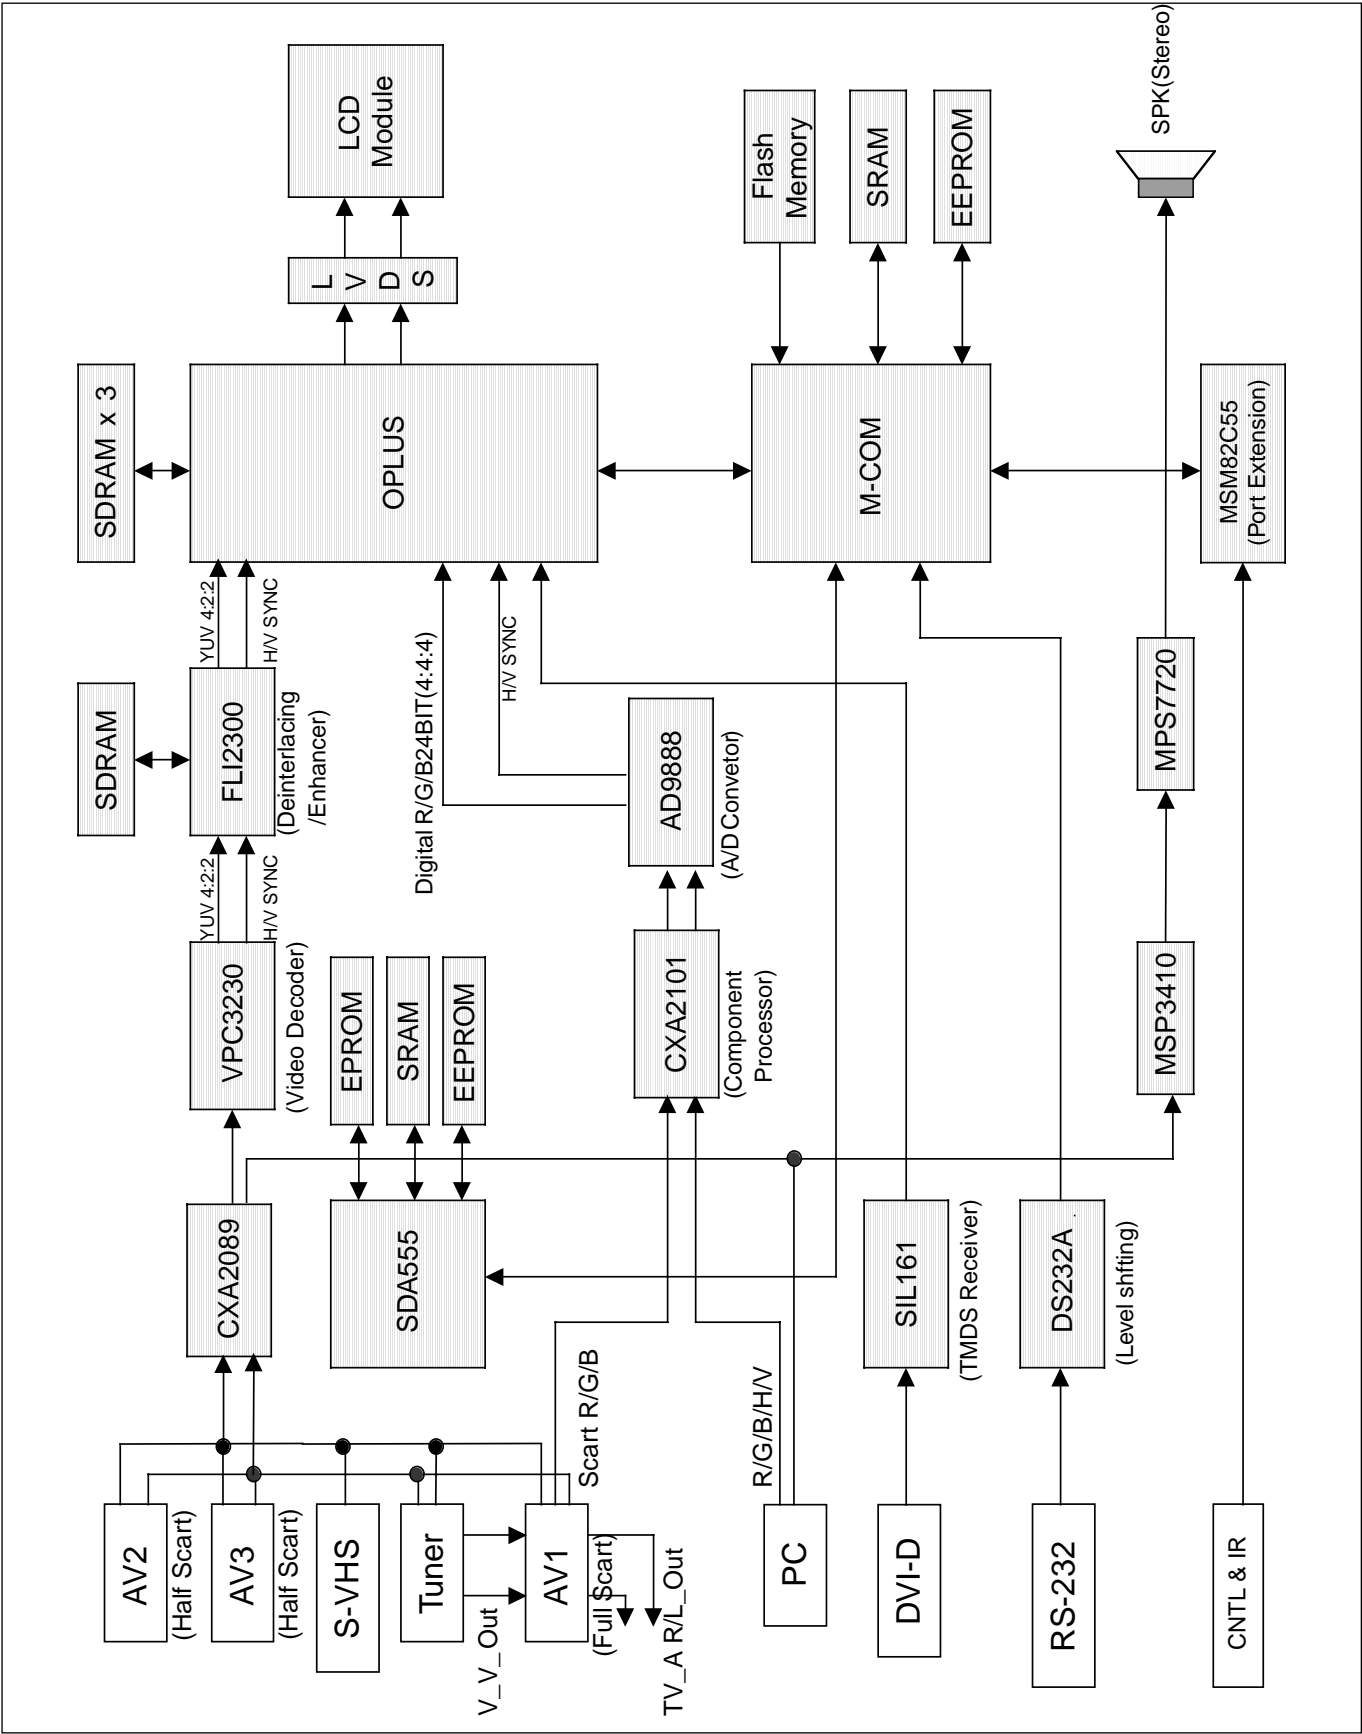 AV2
(Half Scart)
AV3
(Half Scart)
S-VHS
Tuner
V_V_Out
AV1
(Full Scart)
TV_A R/L_Out
Scart R/G/B
PC
R/G/B/H/V
DVI-D
RS-232
CNTL & IR
CXA2089
SDA555
EPROM
SRAM
EEPROM
SIL161
(TMDS Receiver)
DS232A
(Level shfting)
VPC3230
(Video Decoder)
YUV 4:2:2
H/V SYNC
CXA2101
(Component
Processor)
MSP3410
SDRAM
FLI2300
(Deinterlacing
/Enhancer)
YUV 4:2:2
H/V SYNC
Digital R/G/B24BIT(4:4:4)
H/V SYNC
AD9888
(A/D Convetor)
MPS7720
SDRAM x 3
OPLUS
M-COM
MSM82C55
(Port Extension)
L
V
D
S
LCD
Module
Flash
Memory
SRAM
EEPROM
SPK(Stereo)